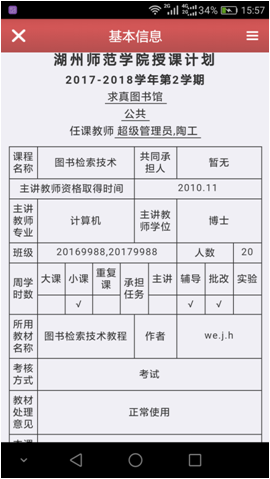 2G 4G 34% 15:57
基本信息
湖州师范学院授课计划
2017-2018学年第2学期
求真图书馆
公共
任课教师 超级管理员,陶工
课程名称 图书检索技术 共同承担人 暂无
主讲教师资格取得时间 2010.11
主讲教师专业 计算机 主讲教师学位 博士
班级 20169988,20179988 人数 20
周学时数 大课 小课 重复课 承担任务 主讲 辅导 批改 实验
√ √ √
所用教材名称 图书检索技术教程 作者 we.j.h
考核方式 考试
教材处理意见 正常使用